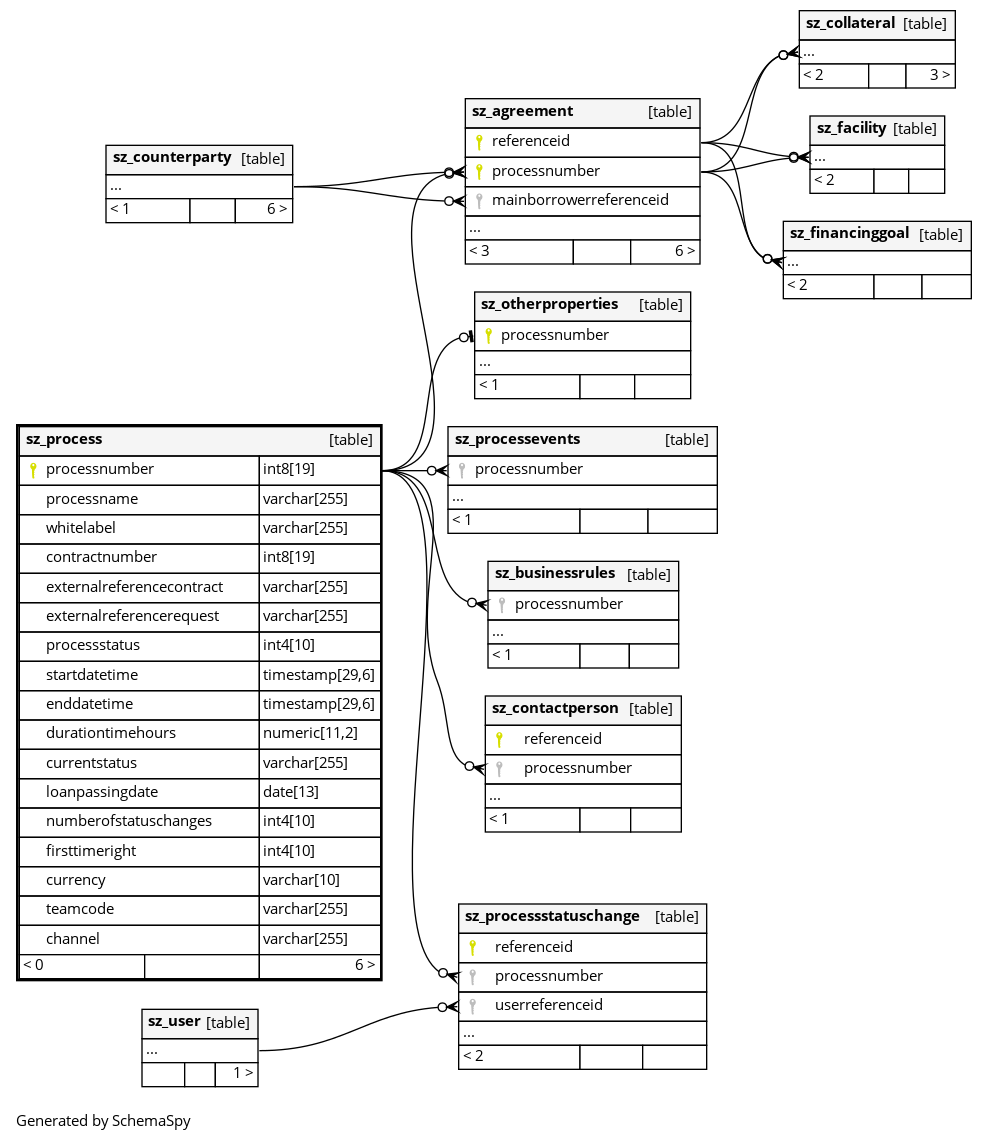 sz_collateral [table]
...
< 2 3 >
sz_facility [table]
...
< 2
sz_financinggoal [table]
...
< 2
sz_agreement [table]
referenceid
processnumber
mainborrowerreferenceid
...
< 3 6 >
sz_counterparty [table]
...
< 1 6 >
sz_otherproperties [table]
processnumber
...
< 1
sz_process [table]
processnumber int8[19]
processname varchar[255]
whitelabel varchar[255]
contractnumber int8[19]
externalreferencecontract varchar[255]
externalreferencerequest varchar[255]
processstatus int4[10]
startdatetime timestamp[29,6]
enddatetime timestamp[29,6]
durationtimehours numeric[11,2]
currentstatus varchar[255]
loanpassingdate date[13]
numberofstatuschanges int4[10]
firsttimeright int4[10]
currency varchar[10]
teamcode varchar[255]
channel varchar[255]
< 0 6 >
sz_processevents [table]
processnumber
...
< 1
sz_businessrules [table]
processnumber
...
< 1
sz_contactperson [table]
referenceid
processnumber
...
< 1
sz_processstatuschange [table]
referenceid
processnumber
userreferenceid
...
< 2
sz_user [table]
...
1 >
Generated by SchemaSpy